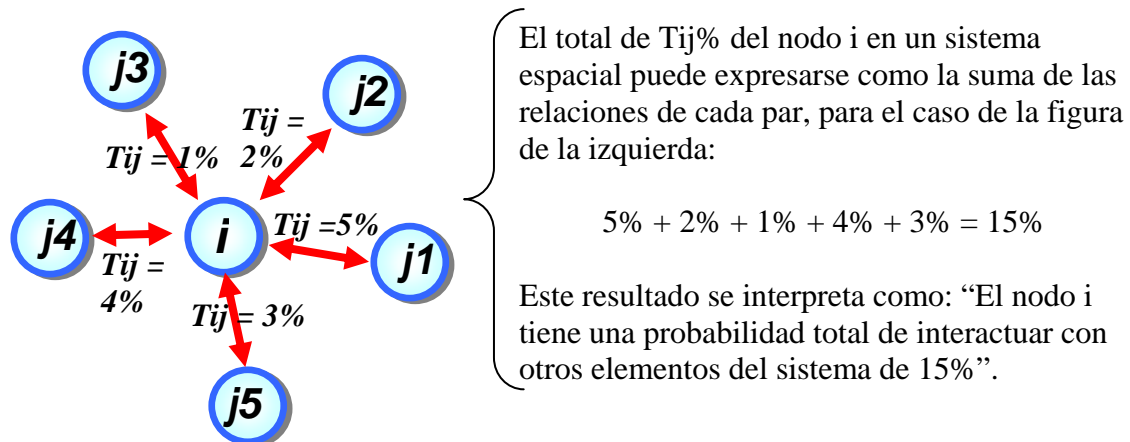 j3
j2
Tij =
2%
Tij = 1%
j4
i
Tij =5%
j1
Tij =
4%
Tij = 3%
j5
El total de Tij% del nodo i en un sistema
espacial puede expresarse como la suma de las
relaciones de cada par, para el caso de la figura
de la izquierda:
5% + 2% + 1% + 4% + 3% = 15%
Este resultado se interpreta como: “El nodo i
tiene una probabilidad total de interactuar con
otros elementos del sistema de 15%”.